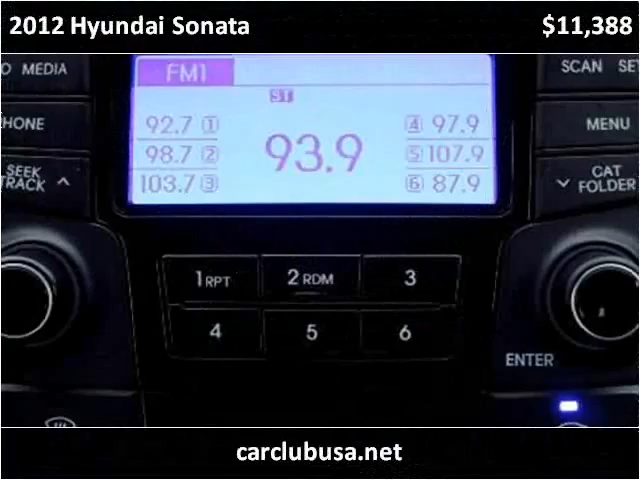 2012 Hyundai Sonata $11,388
O MEDIA
FM1
SCAN SET
ST
HONE
92.7 1
4 97.9
MENU
98.7 2
93.9
5 107.9
SEEK
TRACK
103.7 3
6 87.9
CAT
FOLDER
1 RPT 2 RDM 3
4 5 6
ENTER
carclubusa.net